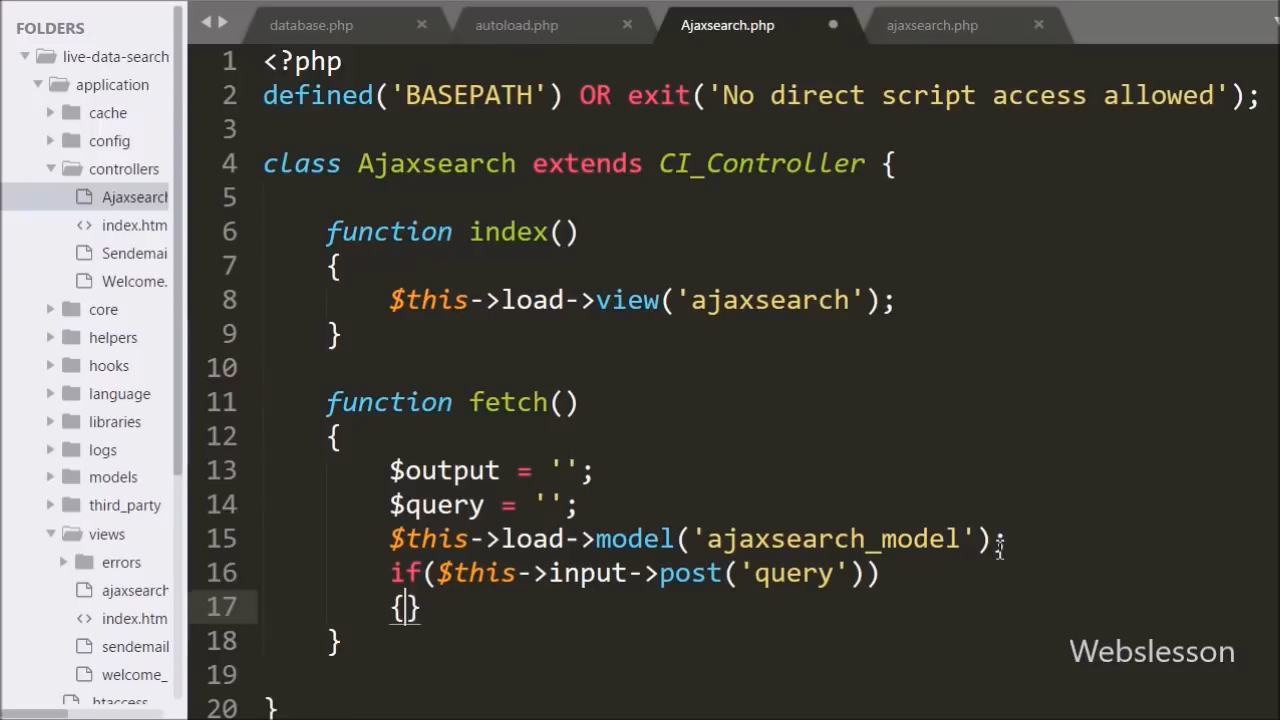 FOLDERS
live-data-search
application
cache
config
controllers
Ajaxsearch
index.htm
Sendemai
Welcome.
core
helpers
hooks
language
libraries
logs
models
third_party
views
errors
ajaxsearch
index.htm
sendemail
welcome_
.htaccess
database.php × autoload.php × Ajaxsearch.php ajaxsearch.php ×
1 <?php
2 defined('BASEPATH') OR exit('No direct script access allowed');
3
4 class Ajaxsearch extends CI_Controller {
5
6 function index()
7 {
8 $this->load->view('ajaxsearch');
9 }
10
11 function fetch()
12 {
13 $output = '';
14 $query = '';
15 $this->load->model('ajaxsearch_model');
16 if($this->input->post('query'))
17 {}
18 }
19
20 }
Webslesson